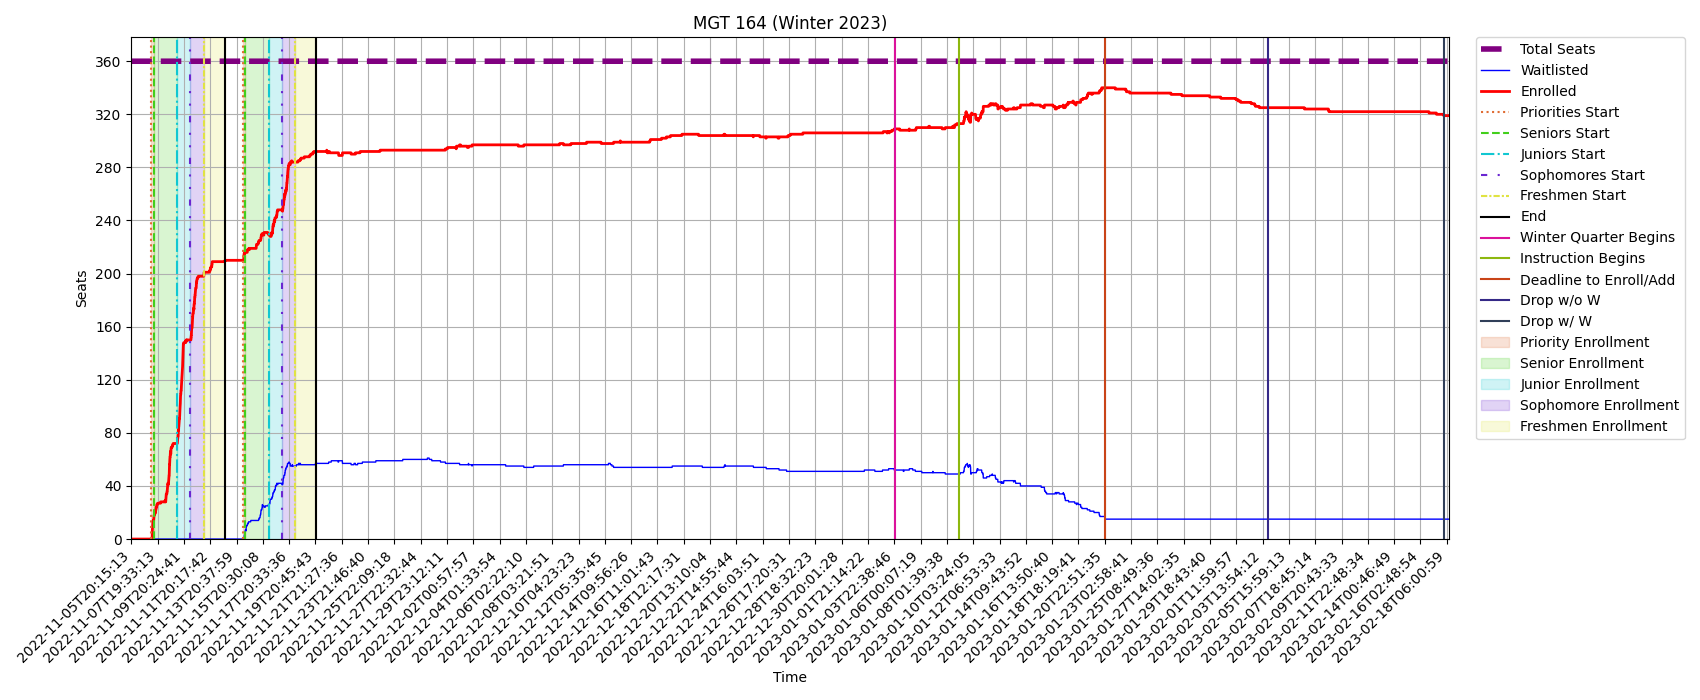 MGT 164 (Winter 2023)
Seats
360
320
280
240
200
160
120
80
40
0
2022-11-05T20:15:13
2022-11-07T19:33:13
2022-11-09T20:24:41
2022-11-11T20:17:42
2022-11-13T20:37:59
2022-11-15T20:30:08
2022-11-17T20:33:36
2022-11-19T20:45:43
2022-11-21T21:27:36
2022-11-23T21:46:40
2022-11-25T22:09:18
2022-11-27T22:32:44
2022-11-29T23:12:11
2022-12-02T00:57:57
2022-12-04T01:33:54
2022-12-06T02:22:10
2022-12-08T03:21:51
2022-12-10T04:23:23
2022-12-12T05:35:45
2022-12-14T09:56:26
2022-12-16T11:01:43
2022-12-18T12:17:31
2022-12-20T13:10:04
2022-12-22T14:55:44
2022-12-24T16:03:51
2022-12-26T17:20:31
2022-12-28T18:32:23
2022-12-30T20:01:28
2023-01-01T21:14:22
2023-01-03T22:38:46
2023-01-06T00:07:19
2023-01-08T01:39:38
2023-01-10T03:24:05
2023-01-12T06:53:33
2023-01-14T09:43:52
2023-01-16T13:50:40
2023-01-18T18:19:41
2023-01-20T22:51:35
2023-01-23T02:58:41
2023-01-25T08:49:36
2023-01-27T14:02:35
2023-01-29T18:43:40
2023-02-01T11:59:57
2023-02-03T13:54:12
2023-02-05T15:59:13
2023-02-07T18:45:14
2023-02-09T20:43:33
2023-02-11T22:48:34
2023-02-14T00:46:49
2023-02-16T02:48:54
2023-02-18T06:00:59
Time
Total Seats
Waitlisted
Enrolled
Priorities Start
Seniors Start
Juniors Start
Sophomores Start
Freshmen Start
End
Winter Quarter Begins
Instruction Begins
Deadline to Enroll/Add
Drop w/o W
Drop w/ W
Priority Enrollment
Senior Enrollment
Junior Enrollment
Sophomore Enrollment
Freshmen Enrollment